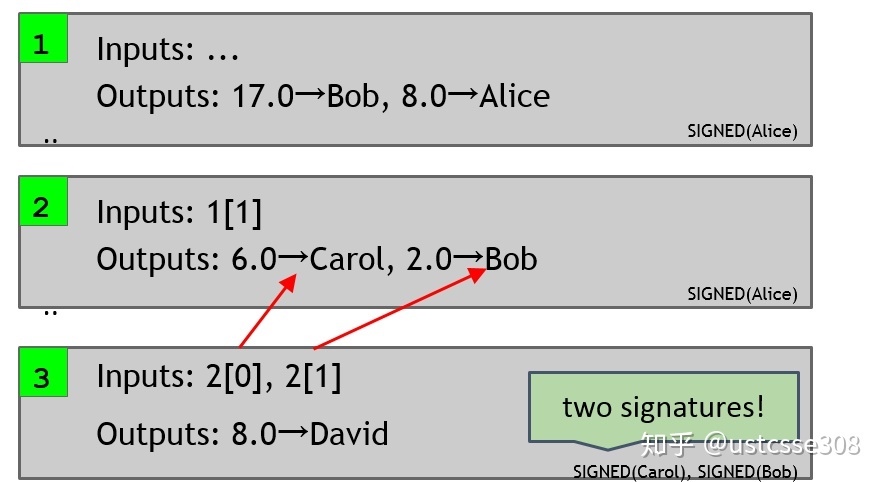 1
Inputs: ...
Outputs: 17.0→Bob, 8.0→Alice
SIGNED(Alice)
..
2
Inputs: 1[1]
Outputs: 6.0→Carol, 2.0→Bob
SIGNED(Alice)
..
3
Inputs: 2[0], 2[1]
two signatures!
Outputs: 8.0→David
知乎 @ustcsse308
SIGNED(Carol), SIGNED(Bob)